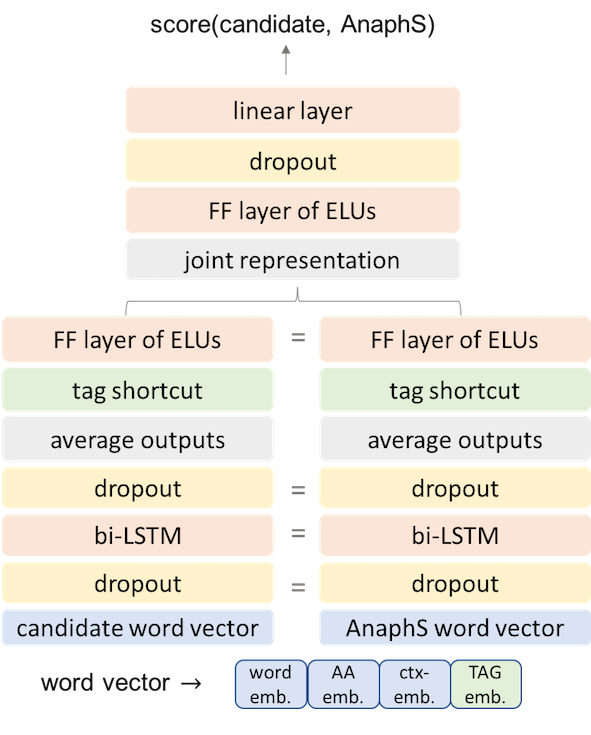 score(candidate, AnaphS)
linear layer
dropout
FF layer of ELUs
joint representation
FF layer of ELUs = FF layer of ELUs
tag shortcut tag shortcut
average outputs average outputs
dropout = dropout
bi-LSTM = bi-LSTM
dropout = dropout
candidate word vector AnaphS word vector
word vector → word emb. AA emb. ctx- emb. TAG emb.